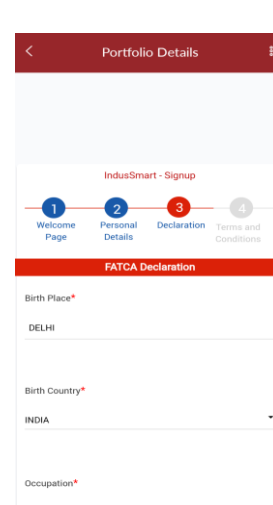 Portfolio Details
IndusSmart - Signup
1 2 3 4
Welcome Page
Personal Details
Declaration
Terms and Conditions
FATCA Declaration
Birth Place*
DELHI
Birth Country*
INDIA
Occupation*